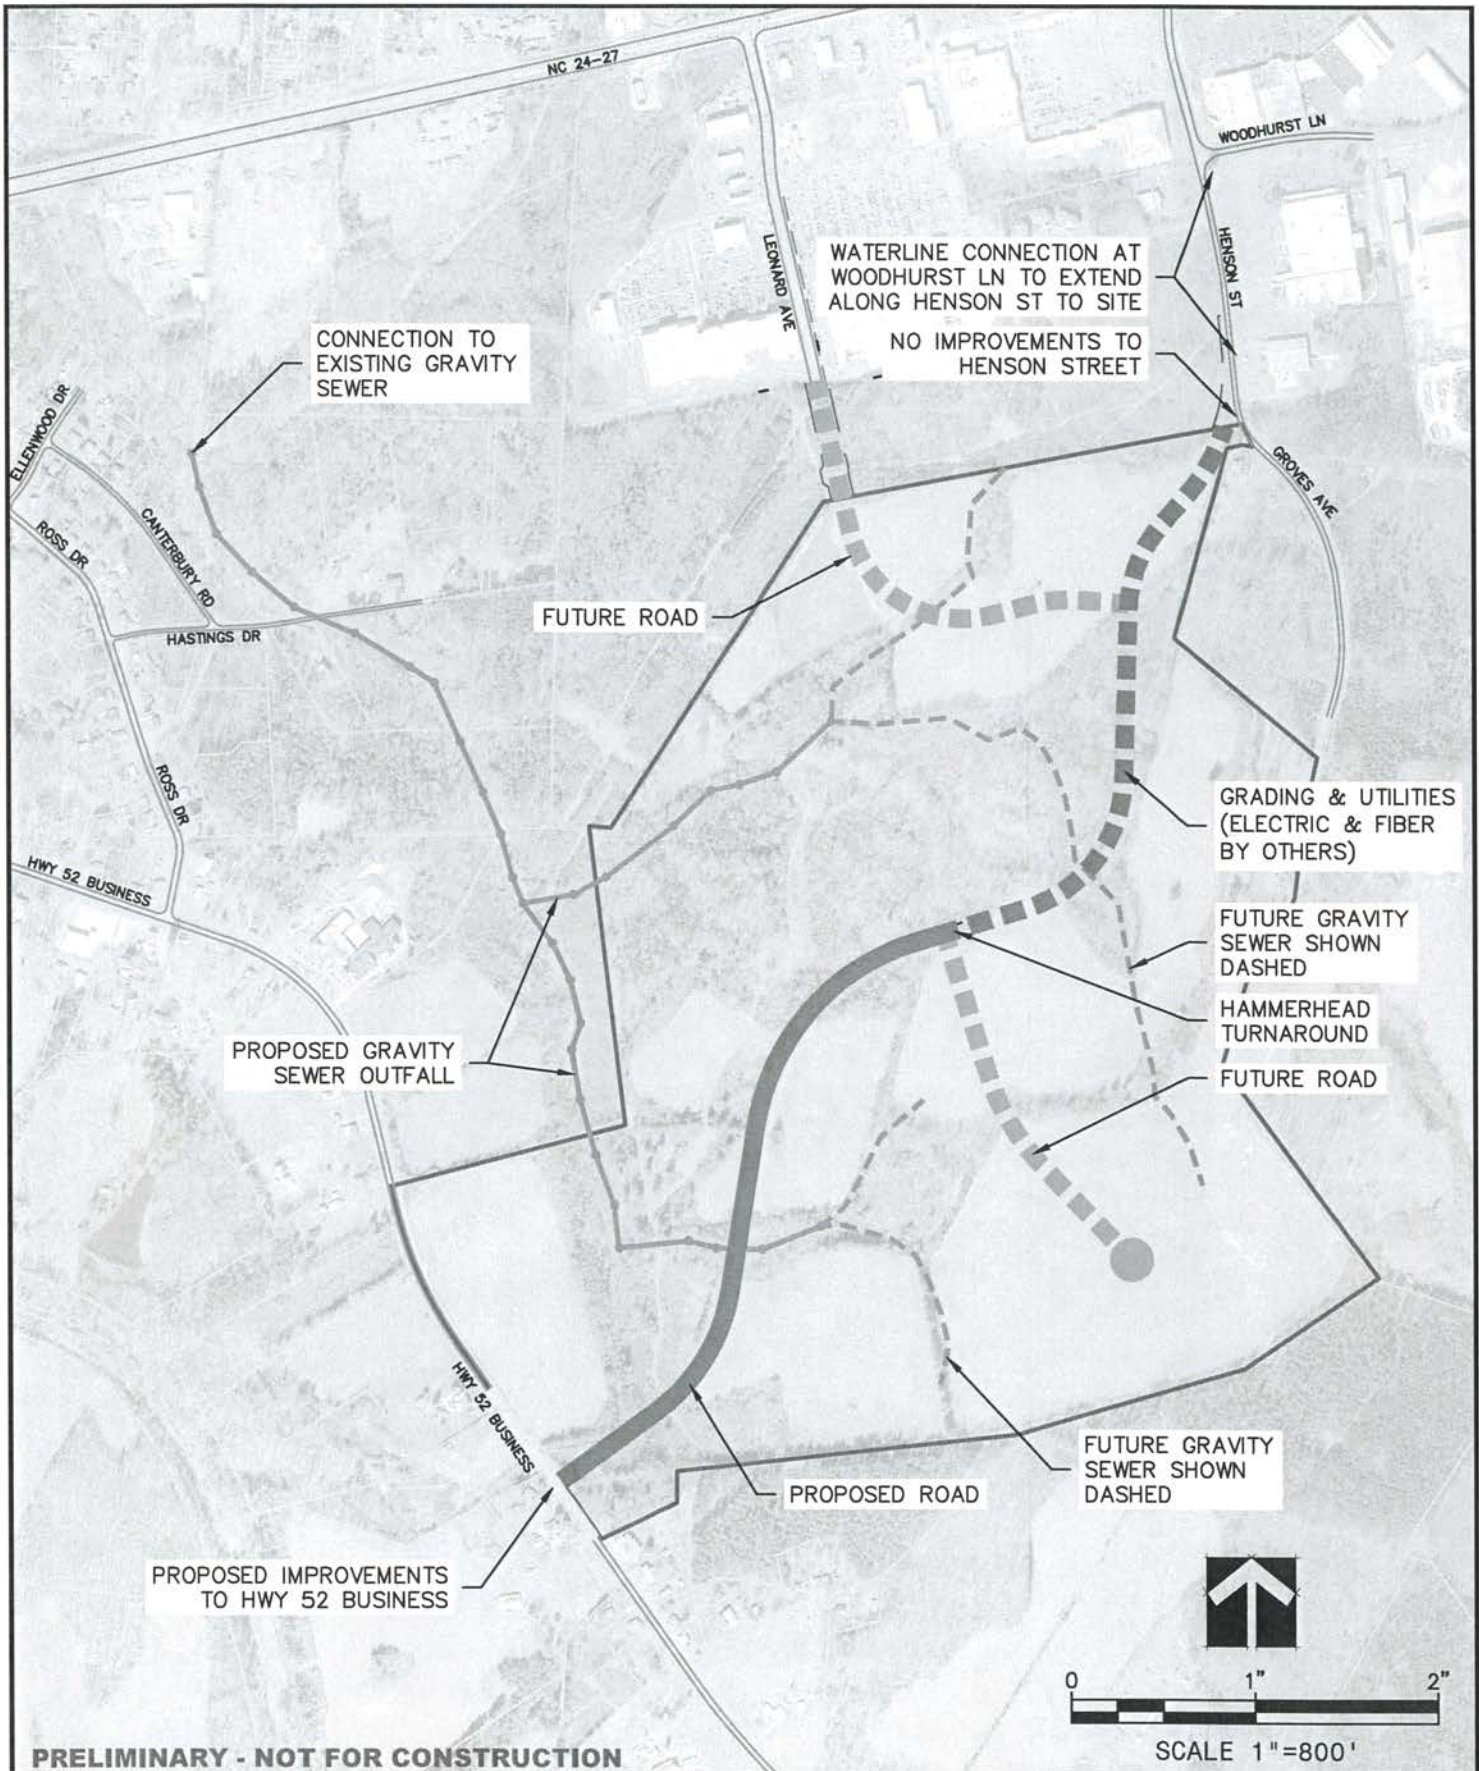 NC 24-27
WOODHURST LN
LEONARD AVE
HENSON ST
WATERLINE CONNECTION AT
WOODHURST LN TO EXTEND
ALONG HENSON ST TO SITE
NO IMPROVEMENTS TO
HENSON STREET
CONNECTION TO
EXISTING GRAVITY
SEWER
ELLENWOOD DR
CANTERBURY RD
ROSS DR
HASTINGS DR
GROVES AVE
FUTURE ROAD
ROSS DR
HWY 52 BUSINESS
GRADING & UTILITIES
(ELECTRIC & FIBER
BY OTHERS)
FUTURE GRAVITY
SEWER SHOWN
DASHED
HAMMERHEAD
TURNAROUND
PROPOSED GRAVITY
SEWER OUTFALL
FUTURE ROAD
HWY 52 BUSINESS
FUTURE GRAVITY
SEWER SHOWN
DASHED
PROPOSED ROAD
PROPOSED IMPROVEMENTS
TO HWY 52 BUSINESS
0 1" 2"
SCALE 1"=800'
PRELIMINARY - NOT FOR CONSTRUCTION